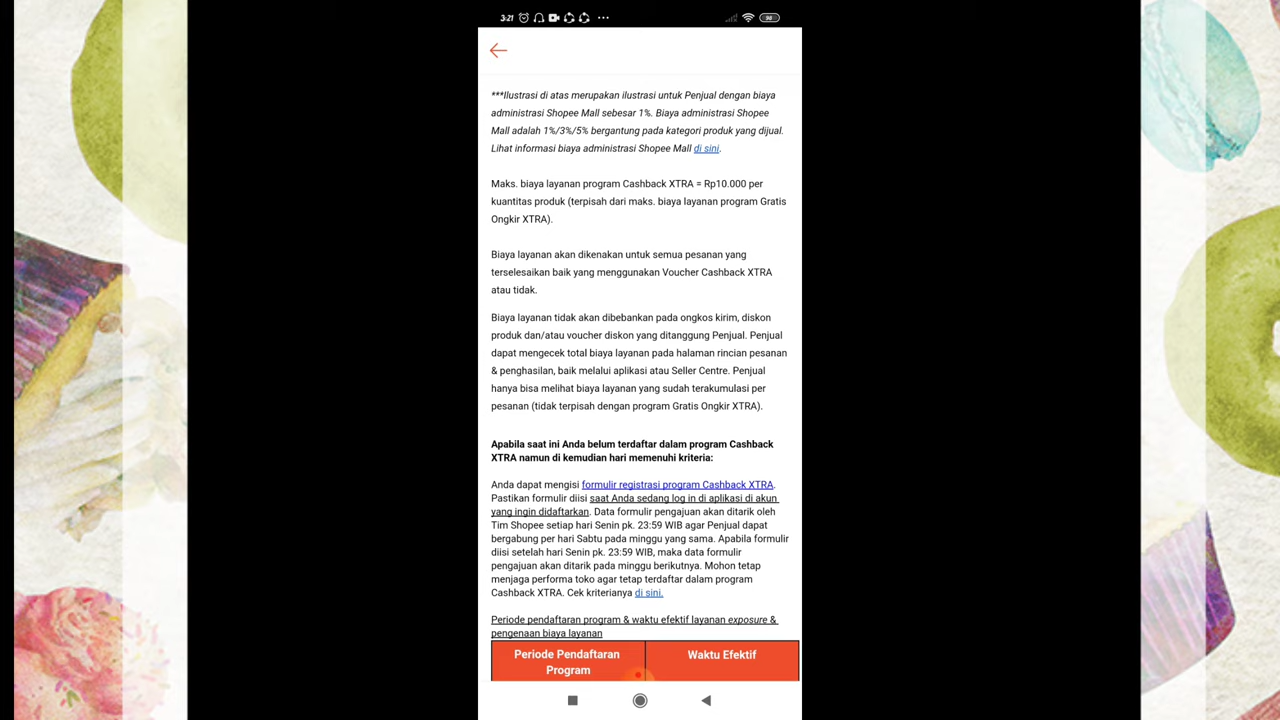 3:21
98
***Ilustrasi di atas merupakan ilustrasi untuk Penjual dengan biaya
administrasi Shopee Mall sebesar 1%. Biaya administrasi Shopee
Mall adalah 1%/3%/5% bergantung pada kategori produk yang dijual.
Lihat informasi biaya administrasi Shopee Mall di sini.
Maks. biaya layanan program Cashback XTRA = Rp10.000 per
kuantitas produk (terpisah dari maks. biaya layanan program Gratis
Ongkir XTRA).
Biaya layanan akan dikenakan untuk semua pesanan yang
terselesaikan baik yang menggunakan Voucher Cashback XTRA
atau tidak.
Biaya layanan tidak akan dibebankan pada ongkos kirim, diskon
produk dan/atau voucher diskon yang ditanggung Penjual. Penjual
dapat mengecek total biaya layanan pada halaman rincian pesanan
& penghasilan, baik melalui aplikasi atau Seller Centre. Penjual
hanya bisa melihat biaya layanan yang sudah terakumulasi per
pesanan (tidak terpisah dengan program Gratis Ongkir XTRA).
Apabila saat ini Anda belum terdaftar dalam program Cashback
XTRA namun di kemudian hari memenuhi kriteria:
Anda dapat mengisi formulir registrasi program Cashback XTRA.
Pastikan formulir diisi saat Anda sedang log in di aplikasi di akun
yang ingin didaftarkan. Data formulir pengajuan akan ditarik oleh
Tim Shopee setiap hari Senin pk. 23:59 WIB agar Penjual dapat
bergabung per hari Sabtu pada minggu yang sama. Apabila formulir
diisi setelah hari Senin pk. 23:59 WIB, maka data formulir
pengajuan akan ditarik pada minggu berikutnya. Mohon tetap
menjaga performa toko agar tetap terdaftar dalam program
Cashback XTRA. Cek kriterianya di sini.
Periode pendaftaran program & waktu efektif layanan exposure &
pengenaan biaya layanan
Periode Pendaftaran
Program
Waktu Efektif